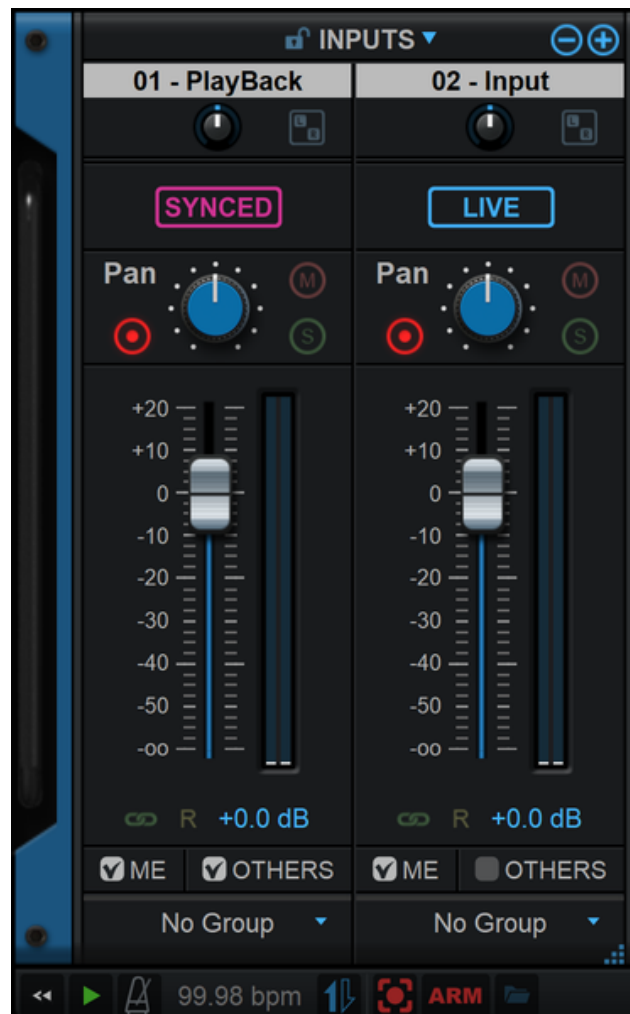 INPUTS
01 - PlayBack
02 - Input
L R
L R
SYNCED
LIVE
Pan M
S
Pan M
S
+20
+10
0
-10
-20
-30
-40
-50
-oo
+20
+10
0
-10
-20
-30
-40
-50
-oo
R +0.0 dB
R +0.0 dB
ME OTHERS
ME OTHERS
No Group
No Group
99.98 bpm ARM